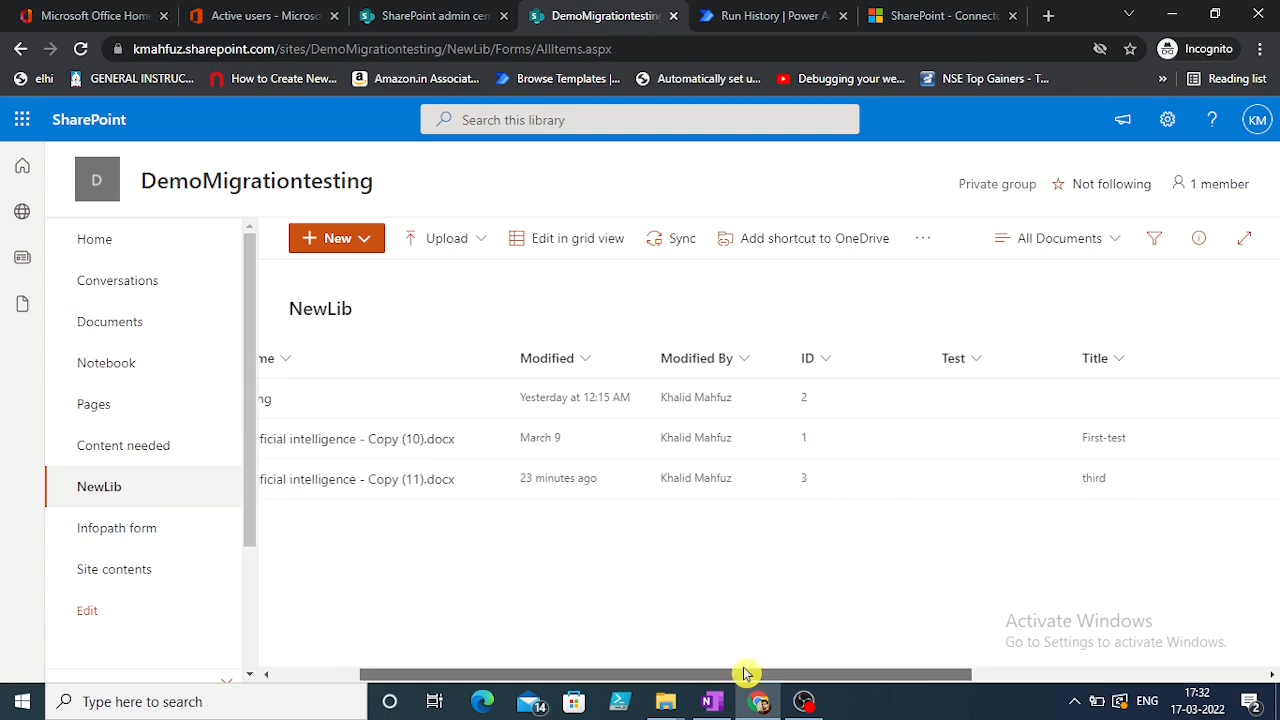 Microsoft Office Home
Active users - Microso
SharePoint admin cen
DemoMigrationtesting
Run History | Power A
SharePoint - Connect
kmahfuz.sharepoint.com/sites/DemoMigrationtesting/NewLib/Forms/AllItems.aspx
Incognito
elhi
GENERAL INSTRUC...
How to Create New...
Amazon.in Associat...
Browse Templates |...
Automatically set u...
Debugging your we...
NSE Top Gainers - T...
»
Reading list
SharePoint
Search this library
KM
D
DemoMigrationtesting
Private group
Not following
1 member
Home
Conversations
Documents
Notebook
Pages
Content needed
NewLib
Infopath form
Site contents
Edit
+ New
Upload
Edit in grid view
Sync
Add shortcut to OneDrive
...
All Documents
NewLib
me
Modified
Modified By
ID
Test
Title
ng
Yesterday at 12:15 AM
Khalid Mahfuz
2
ficial intelligence - Copy (10).docx
March 9
Khalid Mahfuz
1
First-test
ficial intelligence - Copy (11).docx
23 minutes ago
Khalid Mahfuz
3
third
Activate Windows
Go to Settings to activate Windows.
Type here to search
14
ENG
17:32
17-03-2022
2